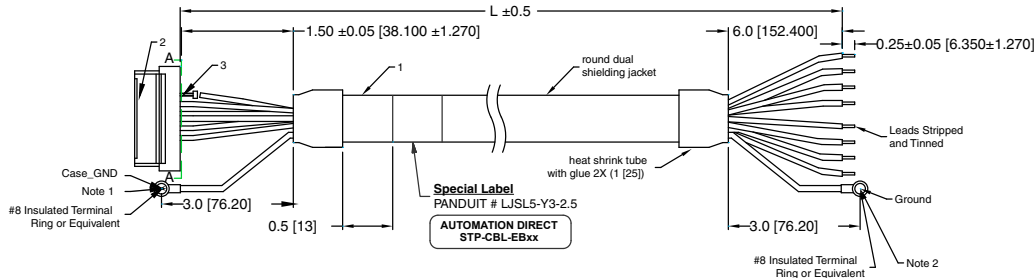 L ±0.5
1.50 ±0.05 [38.100 ±1.270]
6.0 [152.400]
0.25±0.05 [6.350±1.270]
2
A
3
1
round dual
shielding jacket
Leads Stripped
and Tinned
heat shrink tube
with glue 2X (1 [25])
Case_GND
A
Note 1
#8 Insulated Terminal
Ring or Equivalent
3.0 [76.20]
0.5 [13]
Special Label
PANDUIT # LJSL5-Y3-2.5
AUTOMATION DIRECT
STP-CBL-EBxx
Ground
3.0 [76.20]
Note 2
#8 Insulated Terminal
Ring or Equivalent